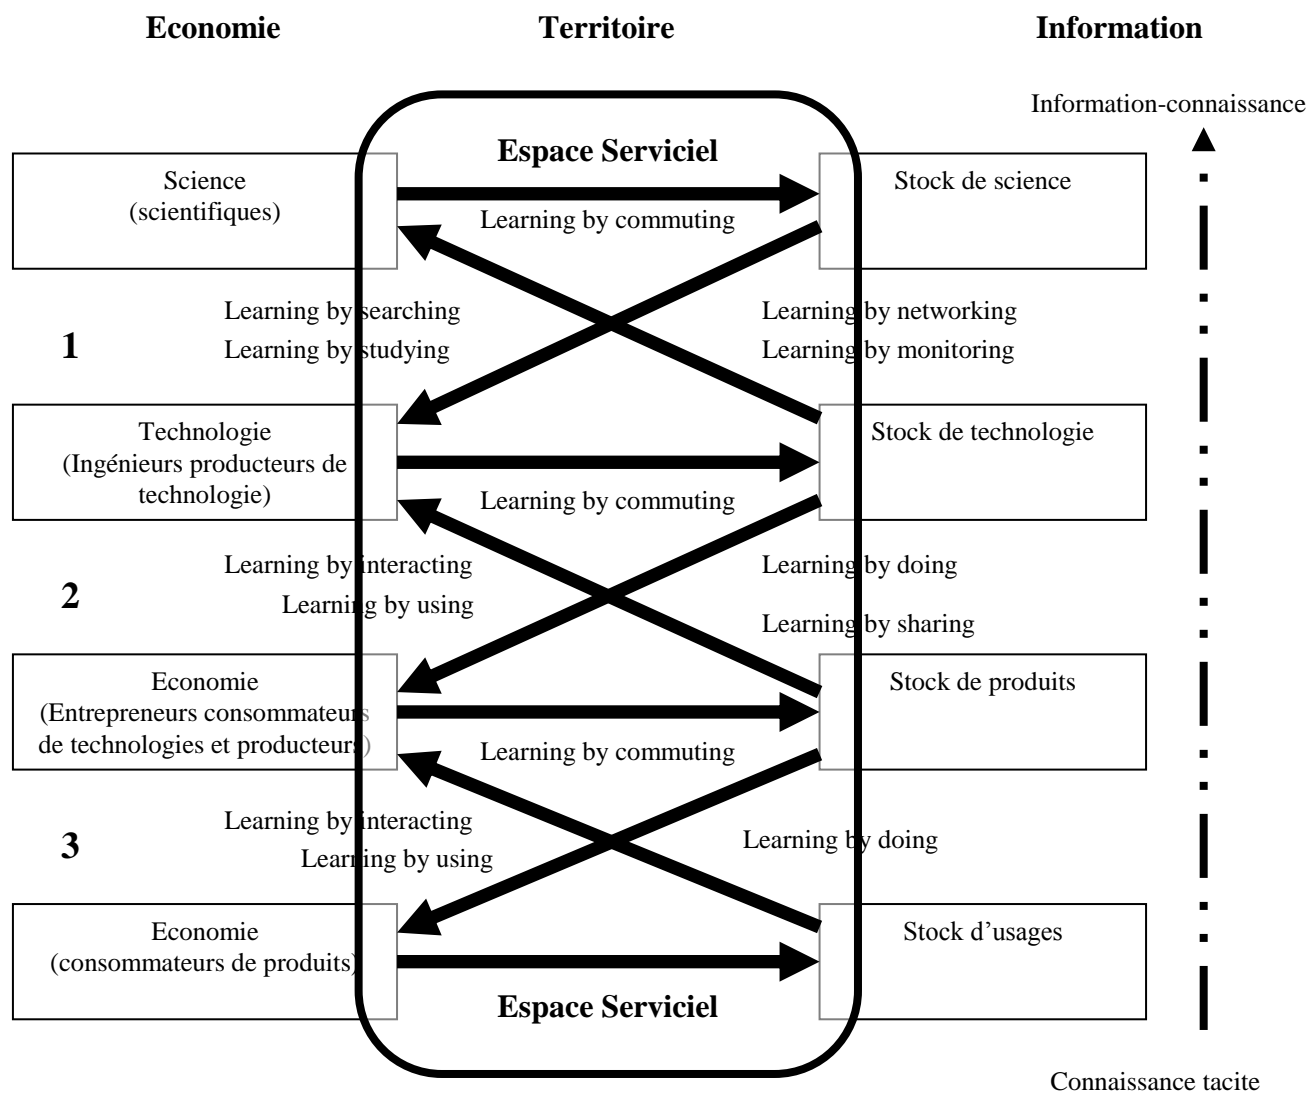 Economie
Territoire
Information
Information-connaissance
Espace Serviciel
Science
(scientifiques)
Stock de science
Learning by commuting
Learning by searching
Learning by networking
1
Learning by studying
Learning by monitoring
Technologie
(Ingénieurs producteurs de
technologie)
Stock de technologie
Learning by commuting
Learning by interacting
Learning by doing
2
Learning by using
Learning by sharing
Economie
(Entrepreneurs consommateurs
de technologies et producteurs)
Stock de produits
Learning by commuting
Learning by interacting
3
Learning by using
Learning by doing
Economie
(consommateurs de produits)
Stock d’usages
Espace Serviciel
Connaissance tacite